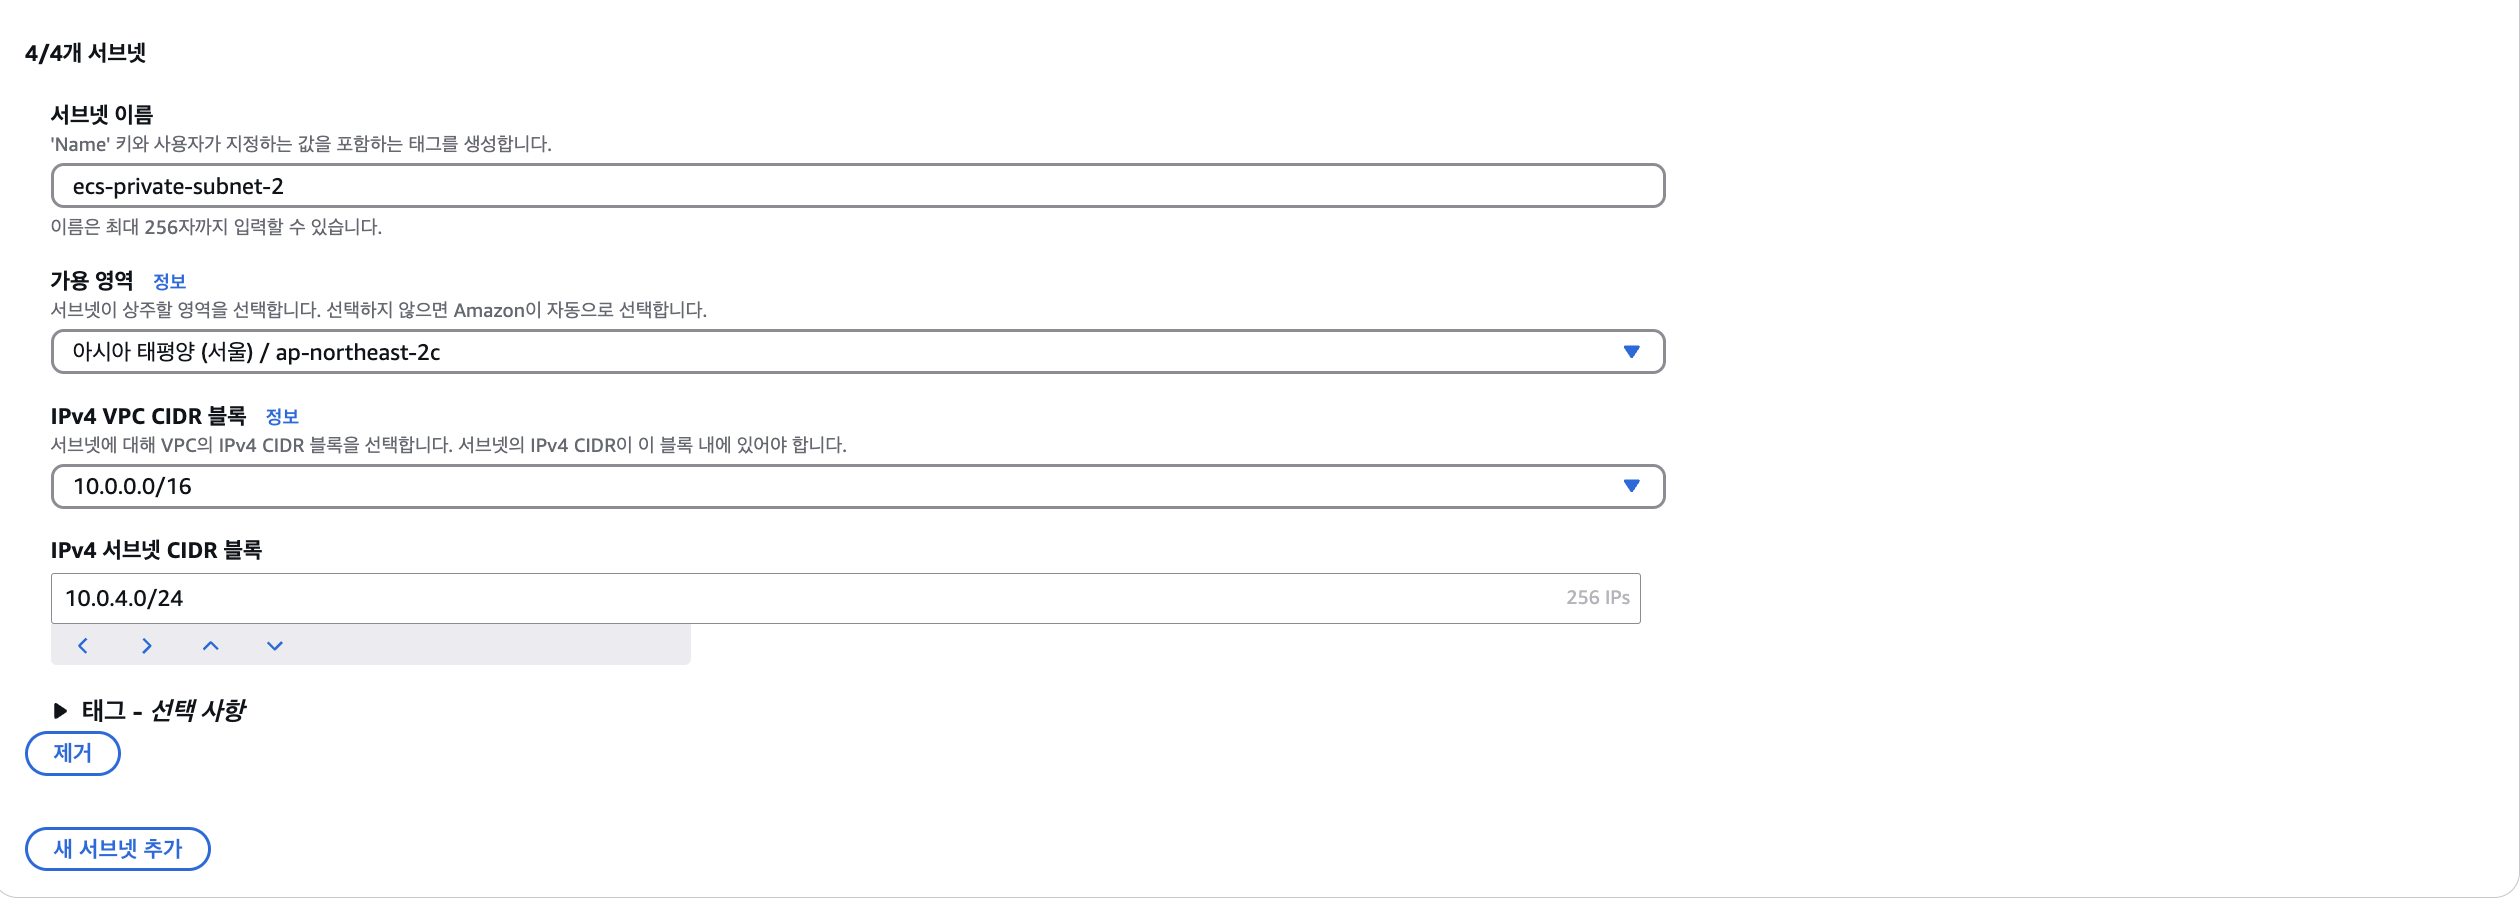 4/4개 서브넷
서브넷 이름
'Name' 키와 사용자가 지정하는 값을 포함하는 태그를 생성합니다.
ecs-private-subnet-2
이름은 최대 256자까지 입력할 수 있습니다.
가용 영역 정보
서브넷이 상주할 영역을 선택합니다. 선택하지 않으면 Amazon이 자동으로 선택합니다.
아시아 태평양 (서울) / ap-northeast-2c
IPv4 VPC CIDR 블록 정보
서브넷에 대해 VPC의 IPv4 CIDR 블록을 선택합니다. 서브넷의 IPv4 CIDR이 이 블록 내에 있어야 합니다.
10.0.0.0/16
IPv4 서브넷 CIDR 블록
10.0.4.0/24 256 IPs
태그 - 선택 사항
제거
새 서브넷 추가